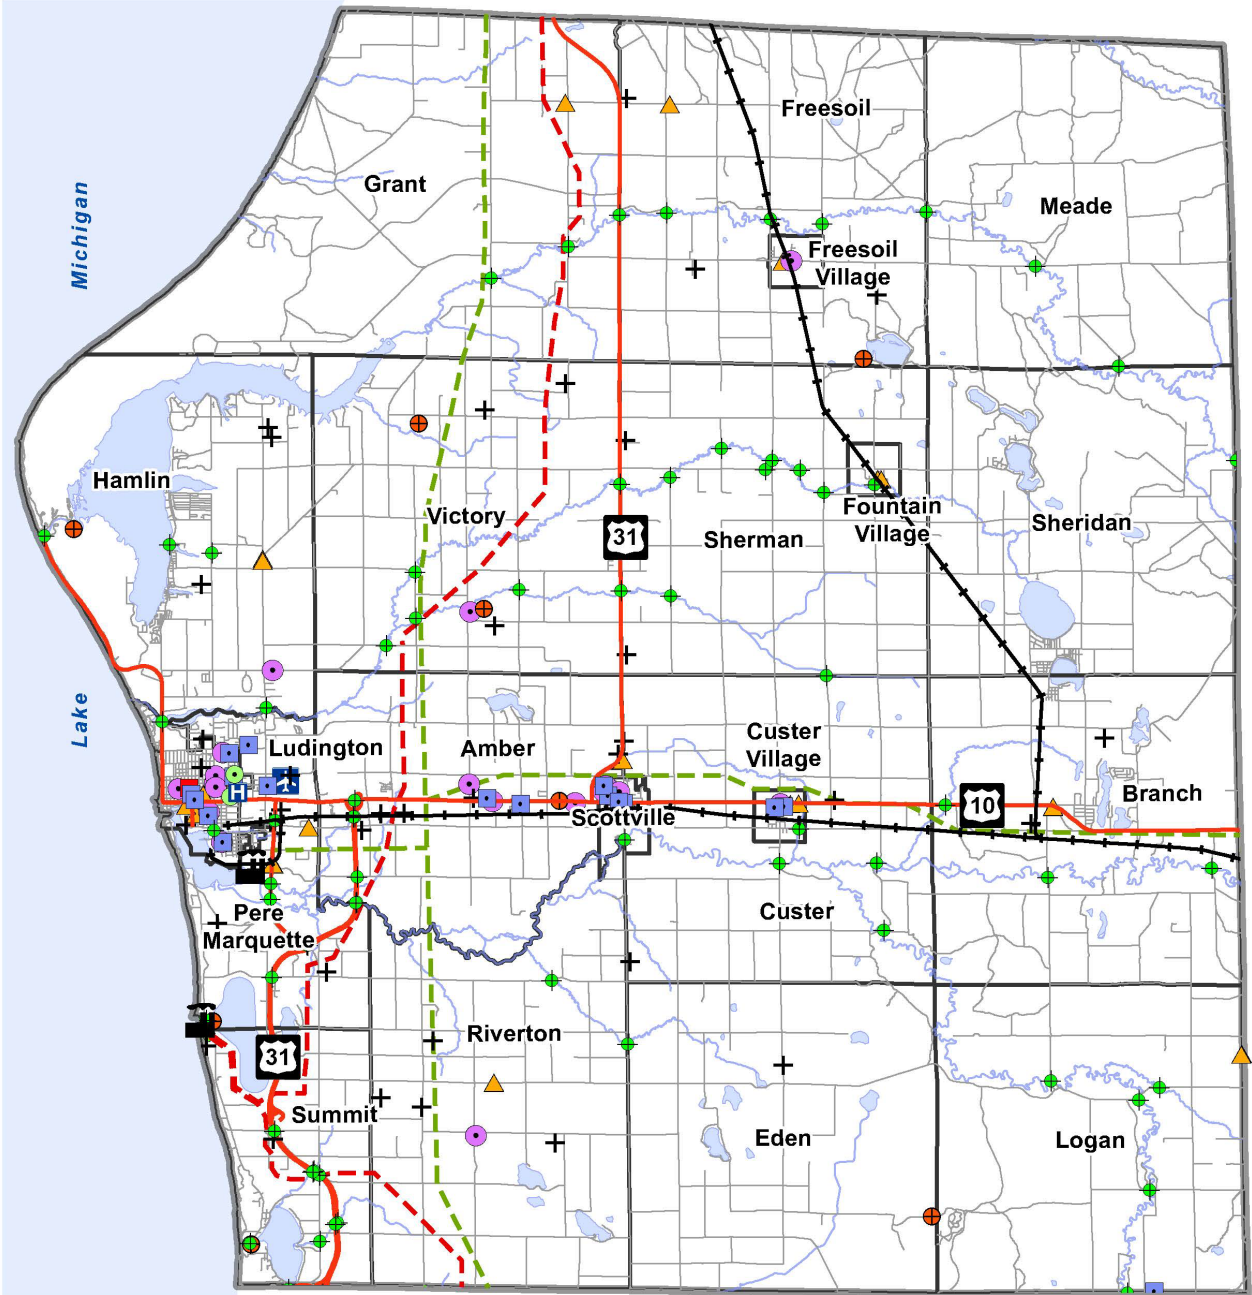 Freesoil
Grant
Meade
Michigan
Freesoil
Village
Hamlin
Victory
Fountain
Village
Sheridan
31
Sherman
Lake
Ludington
Amber
Custer
Village
H
10
Branch
Scottville
Pere
Marquette
Custer
Riverton
31
Summit
Eden
Logan